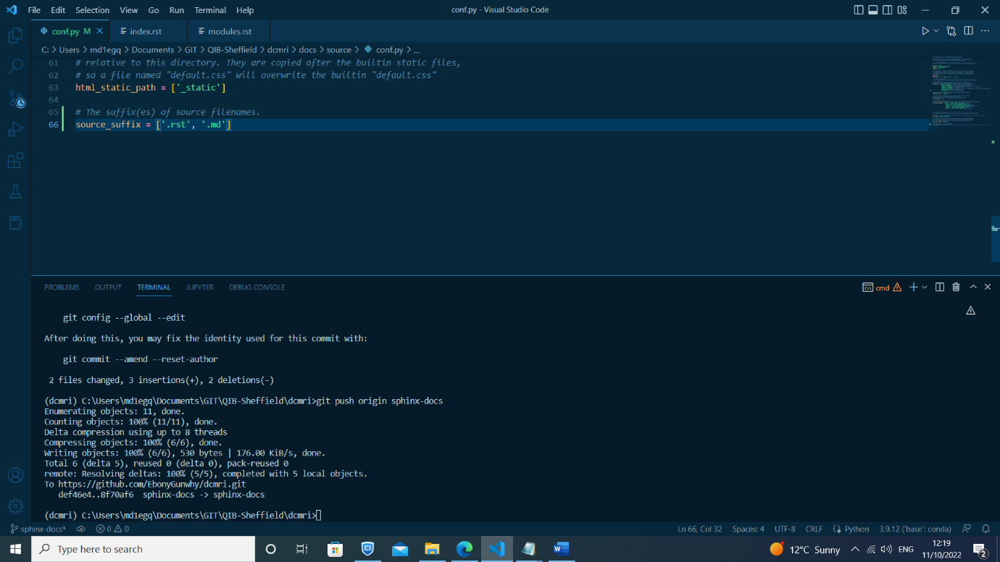 File Edit Selection View Go Run Terminal Help
conf.py - Visual Studio Code
conf.py M
index.rst
modules.rst
C: > Users > md1egq > Documents > GIT > QIB-Sheffield > dcmri > docs > source > conf.py > ...
61 # relative to this directory. They are copied after the builtin static files,
62 # so a file named "default.css" will overwrite the builtin "default.css"
63 html_static_path = ['_static']
64
65 # The suffix(es) of source filenames.
66 source_suffix = ['.rst', '.md']
PROBLEMS OUTPUT TERMINAL JUPYTER DEBUG CONSOLE
cmd
git config --global --edit
After doing this, you may fix the identity used for this commit with:
git commit --amend --reset-author
2 files changed, 3 insertions(+), 2 deletions(-)
(dcmri) C:\Users\md1egq\Documents\GIT\QIB-Sheffield\dcmri>git push origin sphinx-docs
Enumerating objects: 11, done.
Counting objects: 100% (11/11), done.
Delta compression using up to 8 threads
Compressing objects: 100% (6/6), done.
Writing objects: 100% (6/6), 530 bytes | 176.00 KiB/s, done.
Total 6 (delta 5), reused 0 (delta 0), pack-reused 0
remote: Resolving deltas: 100% (5/5), completed with 5 local objects.
To https://github.com/EbonyGunwhy/dcmri.git
def46e4..8f70af6 sphinx-docs -> sphinx-docs
(dcmri) C:\Users\md1egq\Documents\GIT\QIB-Sheffield\dcmri>
sphinx-docs* 0 0
Ln 66, Col 32 Spaces: 4 UTF-8 CRLF Python 3.9.12 ('base': conda)
Type here to search
12°C Sunny
ENG
12:19
11/10/2022
2